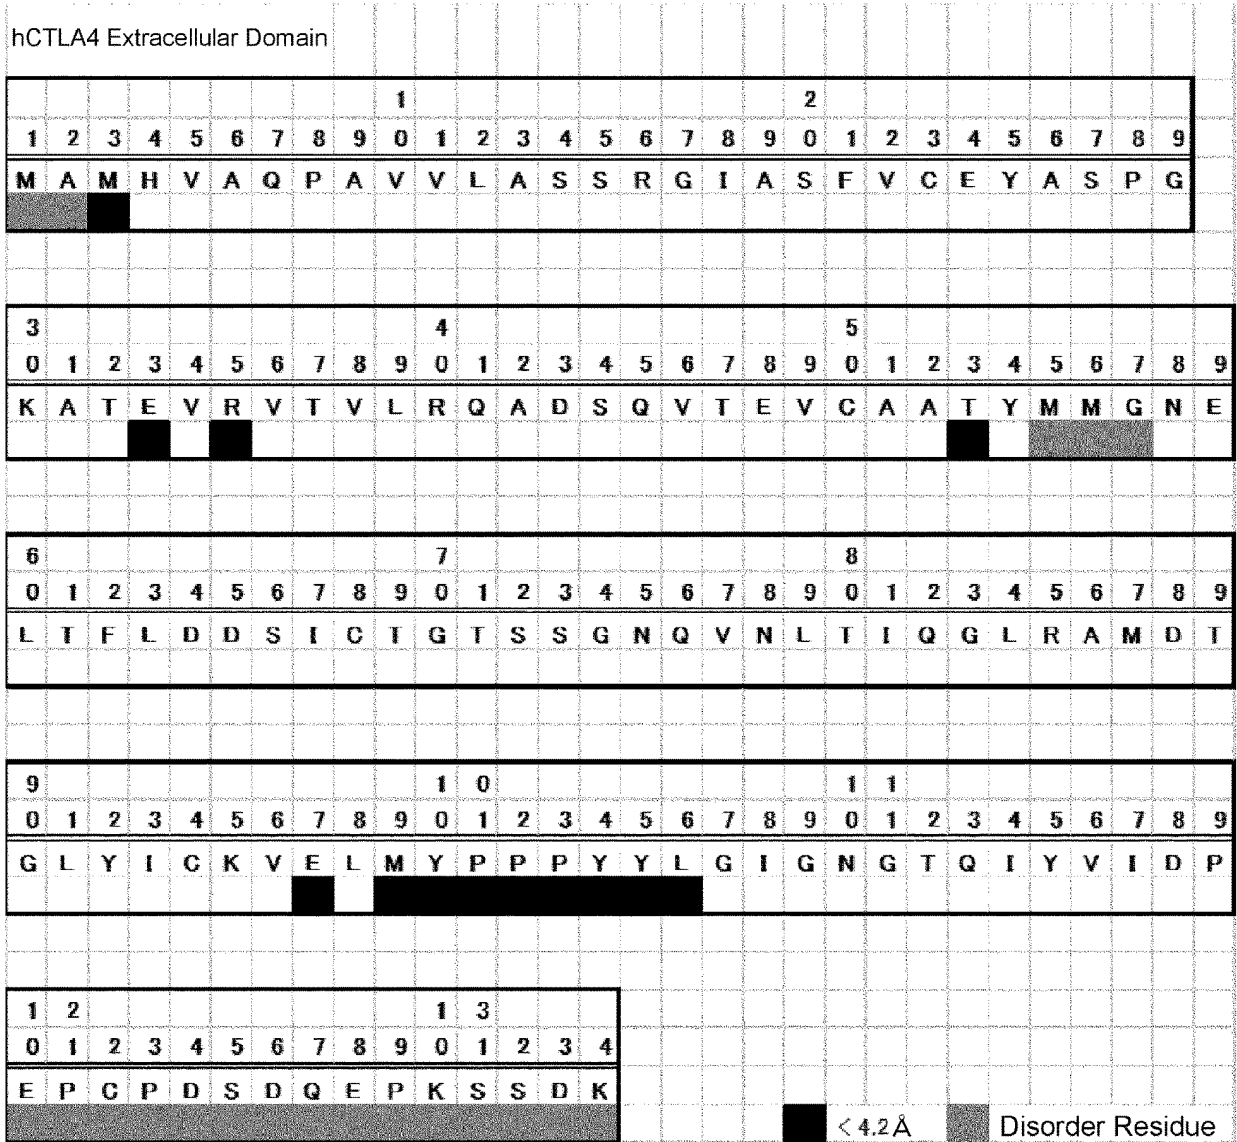 hCTLA4 Extracellular Domain
1 2
1 2 3 4 5 6 7 8 9 0 1 2 3 4 5 6 7 8 9 0 1 2 3 4 5 6 7 8 9
M A M H V A Q P A V V L A S S R G I A S F V C E Y A S P G
3 4 5
0 1 2 3 4 5 6 7 8 9 0 1 2 3 4 5 6 7 8 9 0 1 2 3 4 5 6 7 8 9
K A T E V R V T V L R Q A D S Q V T E V C A A T Y M M G N E
6 7 8
0 1 2 3 4 5 6 7 8 9 0 1 2 3 4 5 6 7 8 9 0 1 2 3 4 5 6 7 8 9
L T F L D D S I C T G T S S G N Q V N L T I Q G L R A M D T
9 1 0 1 1
0 1 2 3 4 5 6 7 8 9 0 1 2 3 4 5 6 7 8 9 0 1 2 3 4 5 6 7 8 9
G L Y I C K V E L M Y P P P Y Y L G I G N G T Q I Y V I D P
1 2 1 3
0 1 2 3 4 5 6 7 8 9 0 1 2 3 4
E P C P D S D Q E P K S S D K
< 4.2 Å Disorder Residue